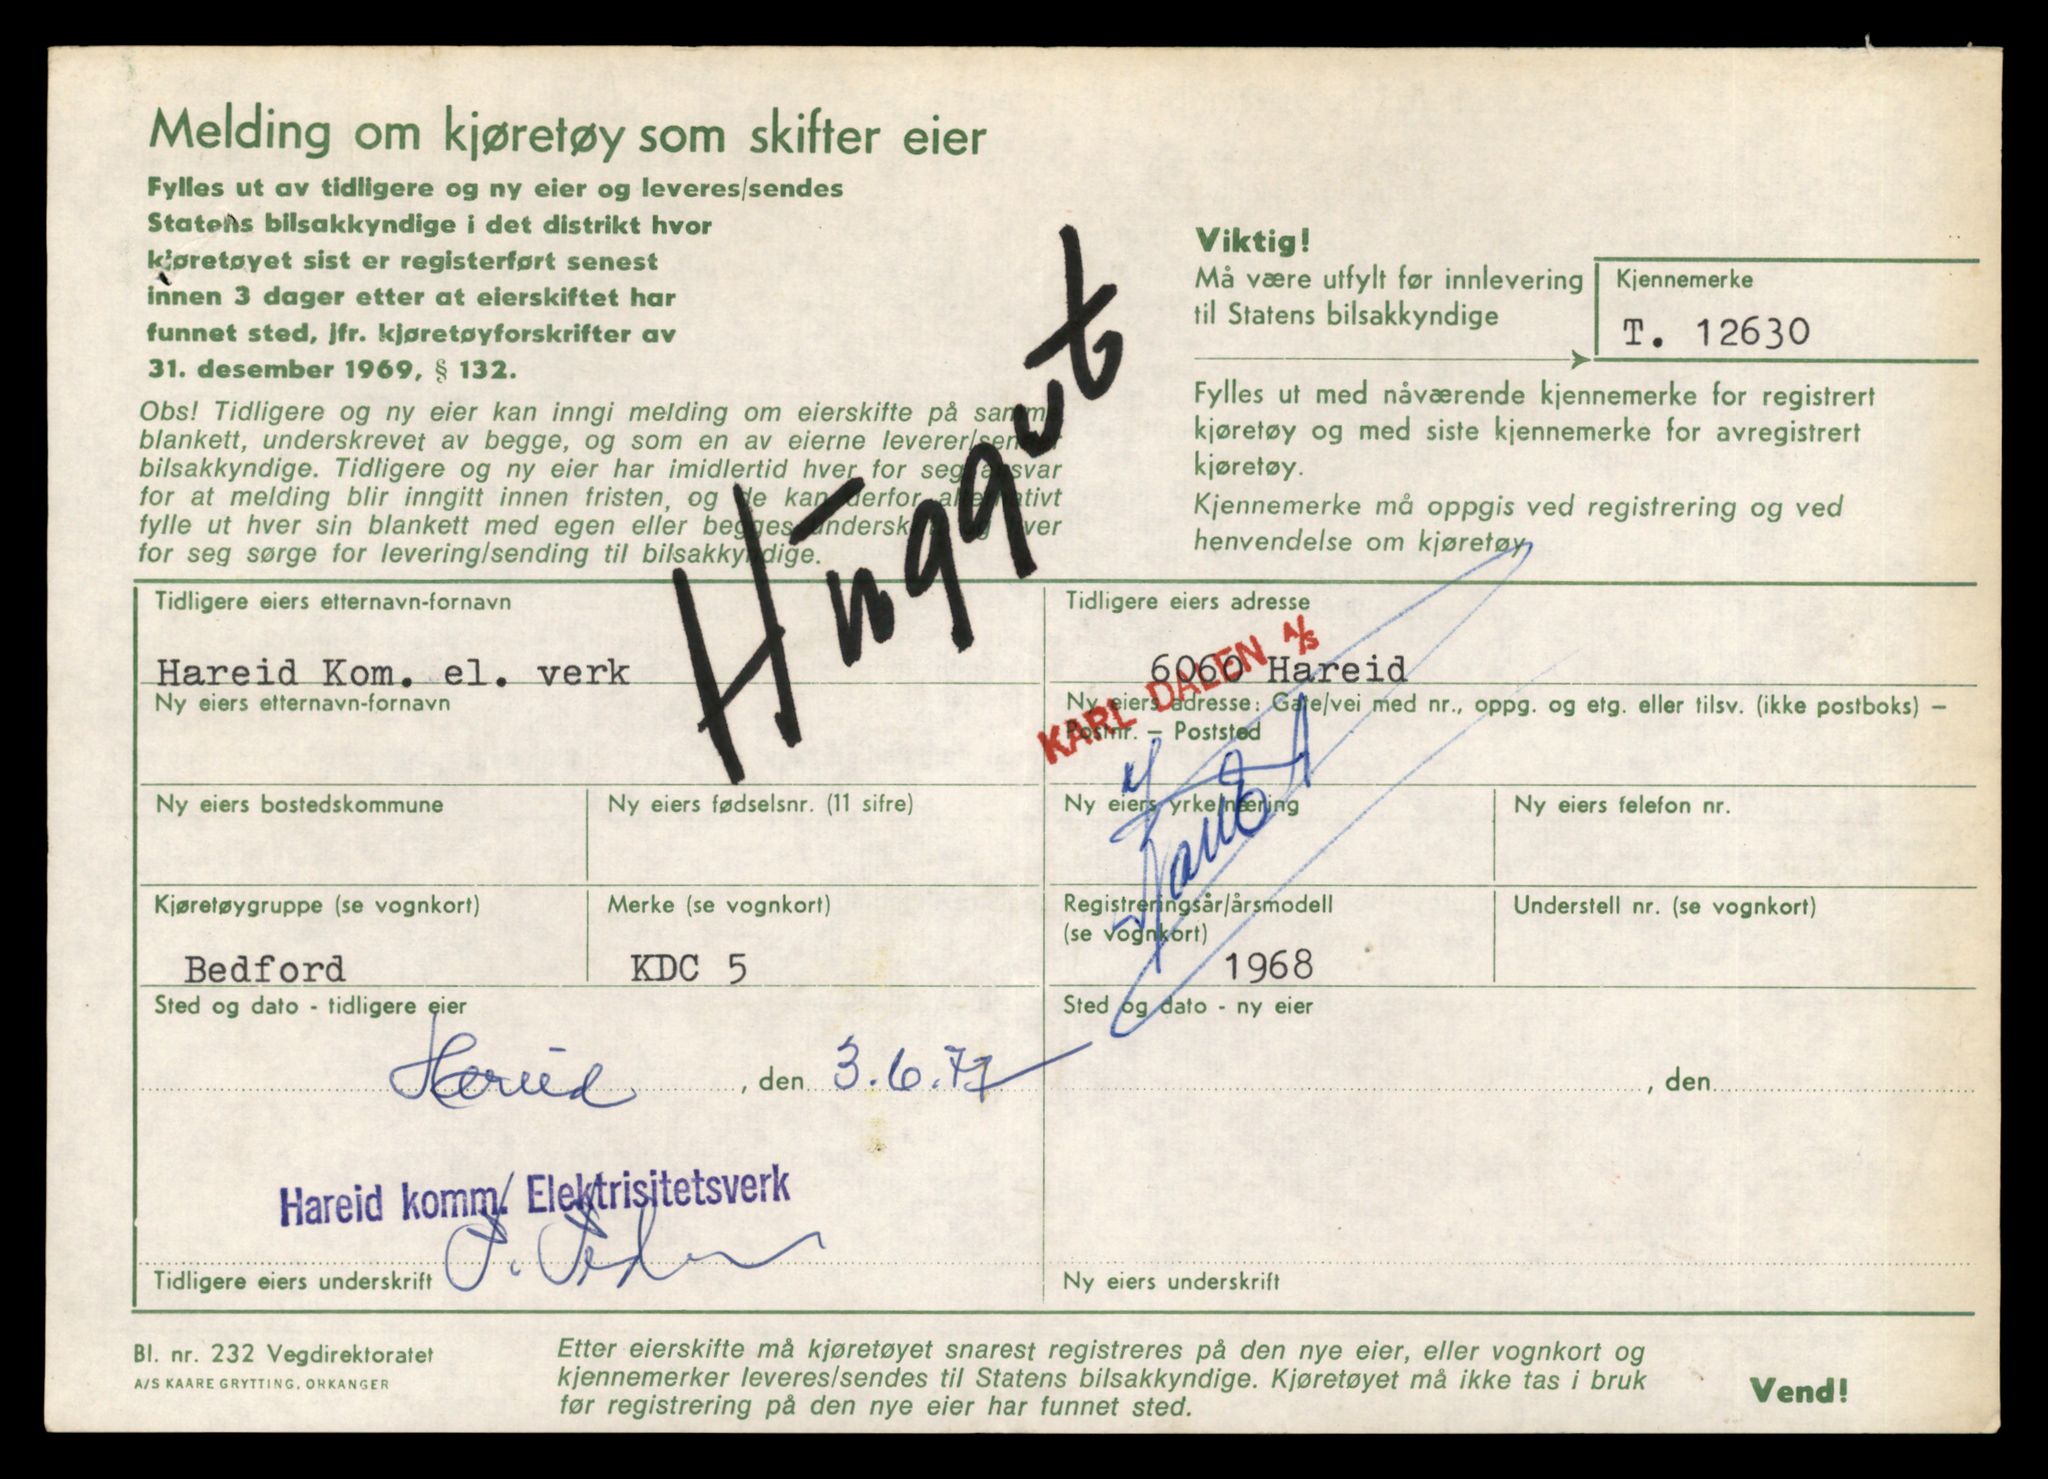 Melding om kjøretøy som skifter eier
Fylles ut av tidligere og ny eier og leveres/sendes
Statens bilsakkyndige i det distrikt hvor
kjøretøyet sist er registerført senest
innen 3 dager etter at eierskiftet har
funnet sted, jfr. kjøretøyforskrifter av
31. desember 1969, § 132.
Obs! Tidligere og ny eier kan inngi melding om eierskifte på samme
blankett, underskrevet av begge, og som en av eierne leverer/sender
bilsakkyndige. Tidligere og ny eier har imidlertid hver for seg ansvar
for at melding blir inngitt innen fristen, og de kan derfor alternativt
fylle ut hver sin blankett med egen eller begges underskrift og hver
for seg sørge for levering/sending til bilsakkyndige.
Viktig!
Må være utfylt før innlevering
til Statens bilsakkyndige
Kjennemerke
T. 12630
Fylles ut med nåværende kjennemerke for registrert
kjøretøy og med siste kjennemerke for avregistrert
kjøretøy.
Kjennemerke må oppgis ved registrering og ved
henvendelse om kjøretøy
Tidligere eiers etternavn-fornavn
Hareid Kom. el. verk
Tidligere eiers adresse
6060 Hareid
KARL DALEN A/S
Ny eiers etternavn-fornavn
Ny eiers adresse: Gate/vei med nr., oppg. og etg. eller tilsv. (ikke postboks) –
Postnr. – Poststed
Ny eiers bostedskommune
Ny eiers fødselsnr. (11 sifre)
Ny eiers yrke/næring
Ny eiers felefon nr.
Kjøretøygruppe (se vognkort)
Bedford
Merke (se vognkort)
KDC 5
Registreringsår/årsmodell
(se vognkort)
1968
Understell nr. (se vognkort)
Sted og dato - tidligere eier
Hareid, den 3.6.77
Sted og dato - ny eier
, den
Hareid komm. Elektrisitetsverk
Tidligere eiers underskrift
Ny eiers underskrift
Bl. nr. 232 Vegdirektoratet
A/S KAARE GRYTTING, ORKANGER
Etter eierskifte må kjøretøyet snarest registreres på den nye eier, eller vognkort og
kjennemerker leveres/sendes til Statens bilsakkyndige. Kjøretøyet må ikke tas i bruk
før registrering på den nye eier har funnet sted.
Vend!